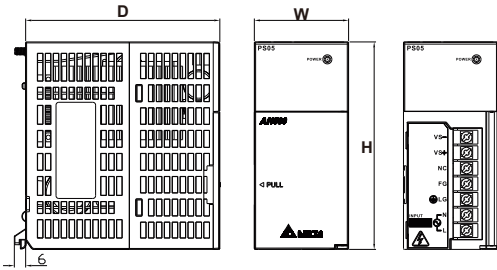 D
W
H
6
PS05
POWER
AH500
◁ PULL
PS05
POWER
VS-
VS+
NC
FG
LG
INPUT
N
L